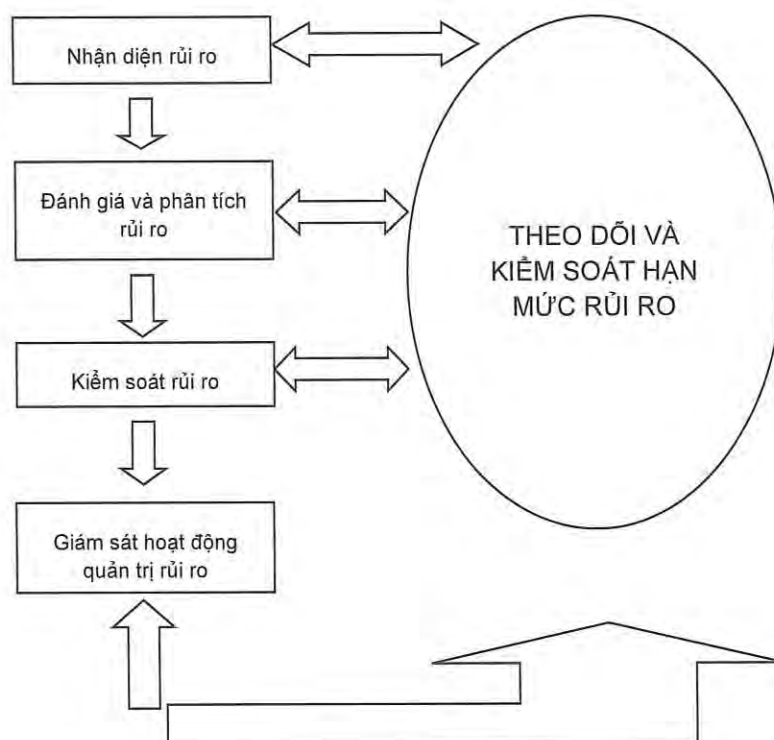 Nhận diện rủi ro
Đánh giá và phân tích
rủi ro
Kiểm soát rủi ro
Giám sát hoạt động
quản trị rủi ro
THEO DÕI VÀ
KIỂM SOÁT HẠN
MỨC RỦI RO